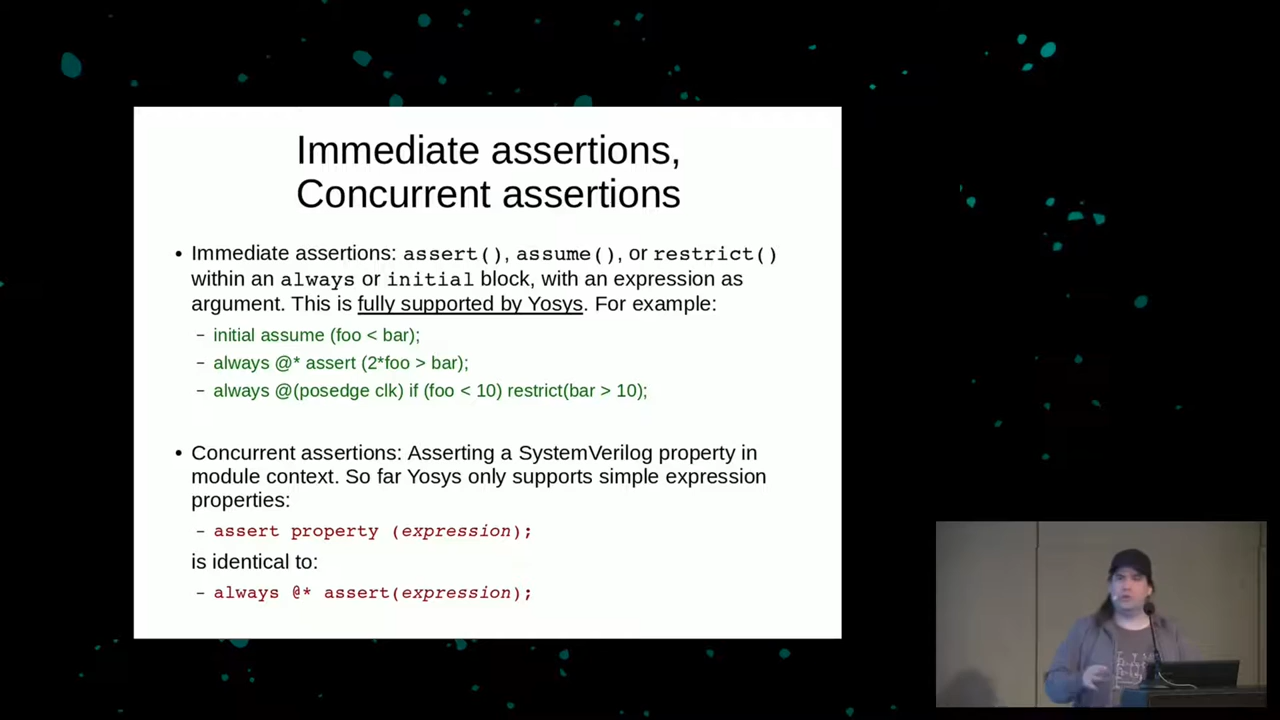 Immediate assertions,
Concurrent assertions
• Immediate assertions: assert(), assume(), or restrict()
within an always or initial block, with an expression as
argument. This is fully supported by Yosys. For example:
– initial assume (foo < bar);
– always @* assert (2*foo > bar);
– always @(posedge clk) if (foo < 10) restrict(bar > 10);
• Concurrent assertions: Asserting a SystemVerilog property in
module context. So far Yosys only supports simple expression
properties:
– assert property (expression);
is identical to:
– always @* assert(expression);